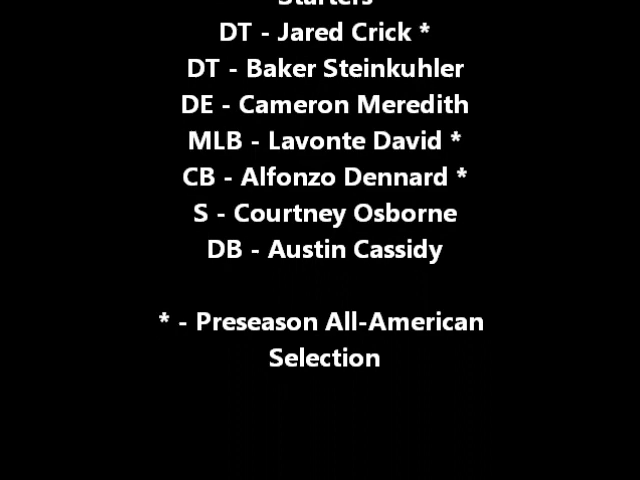 Starters
DT - Jared Crick *
DT - Baker Steinkuhler
DE - Cameron Meredith
MLB - Lavonte David *
CB - Alfonzo Dennard *
S - Courtney Osborne
DB - Austin Cassidy
* - Preseason All-American
Selection